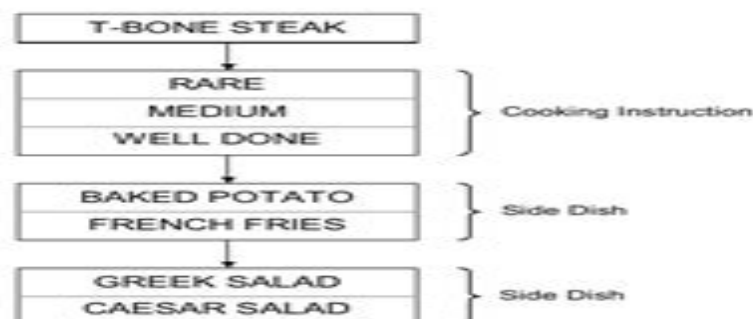 T-BONE STEAK
RARE
MEDIUM
Cooking Instruction
WELL DONE
BAKED POTATO
Side Dish
FRENCH FRIES
GREEK SALAD
Side Dish
CAESAR SALAD